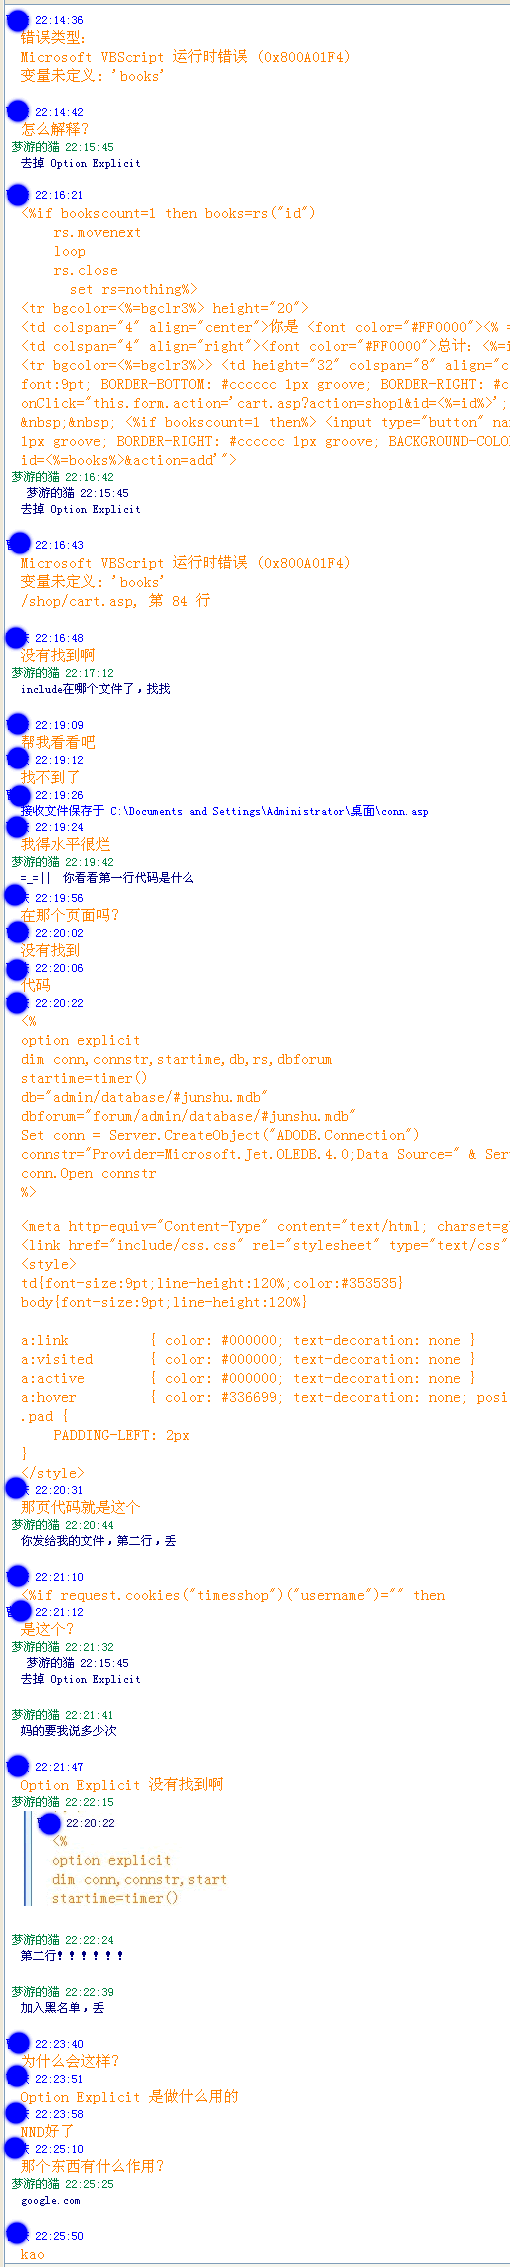 22:14:36
错误类型：
Microsoft VBScript 运行时错误 (0x800A01F4)
变量未定义: 'books'
22:14:42
怎么解释？
梦游的猫 22:15:45
去掉 Option Explicit
22:16:21
<%if bookscount=1 then books=rs("id")
rs.movenext
loop
rs.close
set rs=nothing%>
<tr bgcolor=<%=bgclr3%> height="20">
<td colspan="4" align="center">你是 <font color="#FF0000"><% =
<td colspan="4" align="right"><font color="#FF0000">总计：<%=i
<tr bgcolor=<%=bgclr3%>> <td height="32" colspan="8" align="c
font:9pt; BORDER-BOTTOM: #cccccc 1px groove; BORDER-RIGHT: #c
onClick="this.form.action='cart.asp?action=shop1&id=<%=id%>';
&nbsp;&nbsp; <%if bookscount=1 then%> <input type="button" na
1px groove; BORDER-RIGHT: #cccccc 1px groove; BACKGROUND-COLO
id=<%=books%>&action=add'">
梦游的猫 22:16:42
梦游的猫 22:15:45
去掉 Option Explicit
22:16:43
Microsoft VBScript 运行时错误 (0x800A01F4)
变量未定义: 'books'
/shop/cart.asp, 第 84 行
22:16:48
没有找到啊
梦游的猫 22:17:12
include在哪个文件了，找找
22:19:09
帮我看看吧
22:19:12
找不到了
22:19:26
接收文件保存于 C:\Documents and Settings\Administrator\桌面\conn.asp
22:19:24
我得水平很烂
梦游的猫 22:19:42
=_=|| 你看看第一行代码是什么
22:19:56
在那个页面吗？
22:20:02
没有找到
22:20:06
代码
22:20:22
<%
option explicit
dim conn,connstr,startime,db,rs,dbforum
startime=timer()
db="admin/database/#junshu.mdb"
dbforum="forum/admin/database/#junshu.mdb"
Set conn = Server.CreateObject("ADODB.Connection")
connstr="Provider=Microsoft.Jet.OLEDB.4.0;Data Source=" & Ser
conn.Open connstr
%>
<meta http-equiv="Content-Type" content="text/html; charset=g
<link href="include/css.css" rel="stylesheet" type="text/css"
<style>
td{font-size:9pt;line-height:120%;color:#353535}
body{font-size:9pt;line-height:120%}
a:link { color: #000000; text-decoration: none }
a:visited { color: #000000; text-decoration: none }
a:active { color: #000000; text-decoration: none }
a:hover { color: #336699; text-decoration: none; posi
.pad {
PADDING-LEFT: 2px
}
</style>
22:20:31
那页代码就是这个
梦游的猫 22:20:44
你发给我的文件，第二行，丢
22:21:10
<%if request.cookies("timesshop")("username")="" then
22:21:12
是这个？
梦游的猫 22:21:32
梦游的猫 22:15:45
去掉 Option Explicit
梦游的猫 22:21:41
妈的要我说多少次
22:21:47
Option Explicit 没有找到啊
梦游的猫 22:22:15
22:20:22
<%
option explicit
dim conn,connstr,start
startime=timer()
梦游的猫 22:22:24
第二行！！！！！！
梦游的猫 22:22:39
加入黑名单，丢
22:23:40
为什么会这样？
22:23:51
Option Explicit 是做什么用的
22:23:58
NND好了
22:25:10
那个东西有什么作用？
梦游的猫 22:25:25
google.com
22:25:50
kao